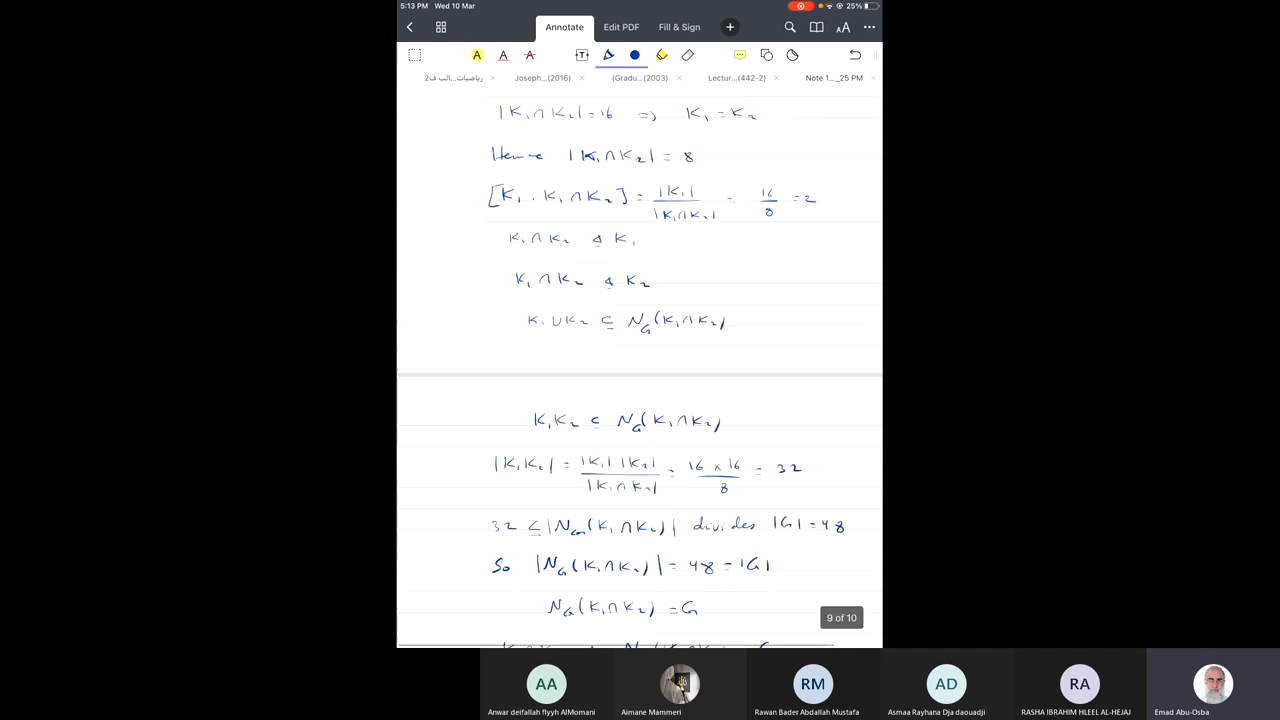 5:13 PM Wed 10 Mar
25%
Annotate Edit PDF Fill & Sign
رياضيات...الب ف2 Joseph...(2016) (Gradu...(2003) Lectur...(442-2) Note 1..._25 PM
|K₁∩K₂| = 16 ⇒ K₁ = K₂
Hence |K₁∩K₂| = 8
[K₁ : K₁∩K₂] = |K₁| / |K₁∩K₂| = 16/8 = 2
K₁∩K₂ ⊴ K₁
K₁∩K₂ ⊴ K₂
K₁∪K₂ ⊆ N_G(K₁∩K₂)
K₁K₂ ⊆ N_G(K₁∩K₂)
|K₁K₂| = |K₁| |K₂| / |K₁∩K₂| = 16 × 16 / 8 = 32
32 ≤ |N_G(K₁∩K₂)| divides |G| = 48
So |N_G(K₁∩K₂)| = 48 = |G|
N_G(K₁∩K₂) = G
9 of 10
AA RM AD RA
Anwar deifallah flyyh AlMomani Aimane Mammeri Rawan Bader Abdallah Mustafa Asmaa Rayhana Dja daouadji RASHA IBRAHIM HLEEL AL-HEJAJ Emad Abu-Osba